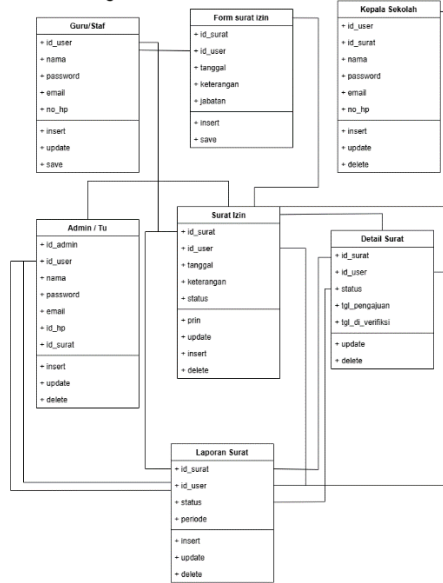 Guru/Staf
+ id_user
+ nama
+ password
+ email
+ no_hp
+ insert
+ update
+ save
Form surat izin
+ id_surat
+ id_user
+ tanggal
+ keterangan
+ jabatan
+ insert
+ save
Kepala Sekolah
+ id_user
+ id_surat
+ nama
+ password
+ email
+ no_hp
+ insert
+ update
+ delete
Admin / Tu
+ id_admin
+ id_user
+ nama
+ password
+ email
+ id_hp
+ id_surat
+ insert
+ update
+ delete
Surat Izin
+ id_surat
+ id_user
+ tanggal
+ keterangan
+ status
+ prin
+ update
+ insert
+ delete
Detail Surat
+ id_surat
+ id_user
+ status
+ tgl_pengajuan
+ tgl_di_verifiksi
+ update
+ delete
Laporan Surat
+ id_surat
+ id_user
+ status
+ periode
+ insert
+ update
+ delete